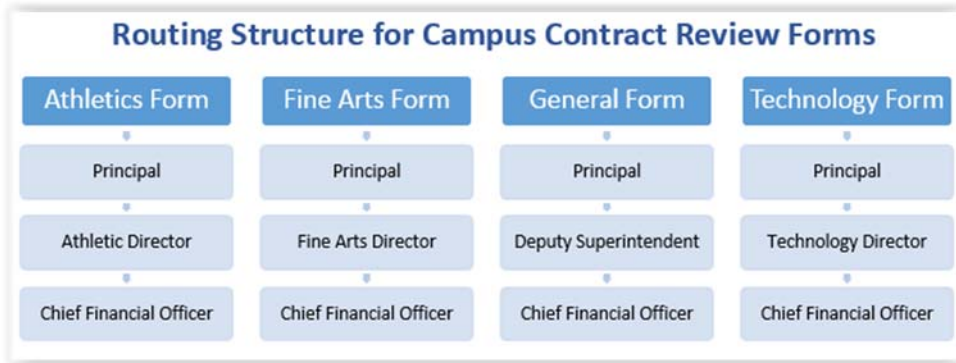 Routing Structure for Campus Contract Review Forms
Athletics Form
Principal
Athletic Director
Chief Financial Officer
Fine Arts Form
Principal
Fine Arts Director
Chief Financial Officer
General Form
Principal
Deputy Superintendent
Chief Financial Officer
Technology Form
Principal
Technology Director
Chief Financial Officer